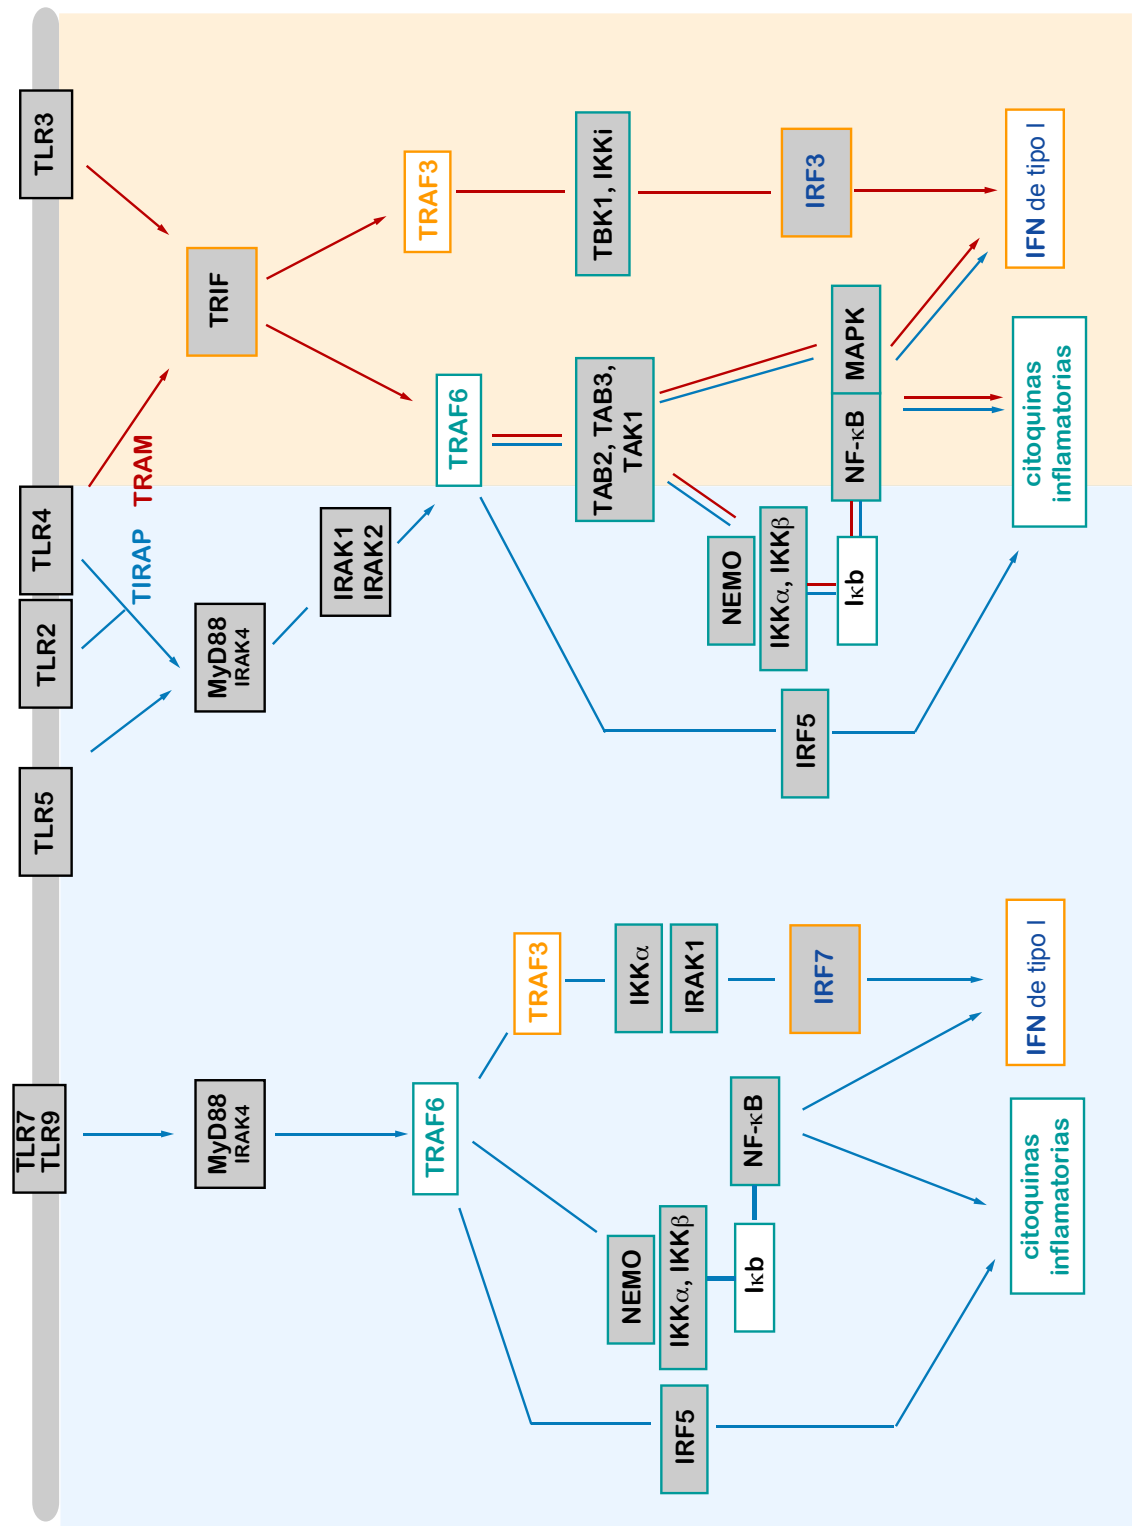 TLR7
TLR9
TLR5
TLR2
TLR4
TLR3
TIRAP
TRAM
MyD88
IRAK4
MyD88
IRAK4
TRIF
IRAK1
IRAK2
TRAF6
TRAF6
TRAF3
TRAF3
IKKα
IRAK1
TAB2, TAB3,
TAK1
TBK1, IKKi
NEMO
IKKα, IKKβ
NEMO
IKKα, IKKβ
IRF5
Iκb
NF-κB
IRF7
IRF5
Iκb
NF-κB
MAPK
IRF3
citoquinas
inflamatorias
IFN de tipo I
citoquinas
inflamatorias
IFN de tipo I